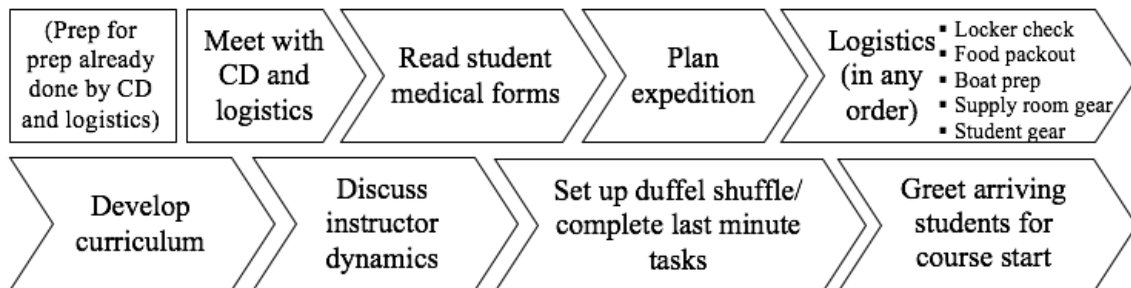 (Prep for
prep already
done by CD
and logistics)
Meet with
CD and
logistics
Read student
medical forms
Plan
expedition
Logistics
(in any
order)
▪ Locker check
▪ Food packout
▪ Boat prep
▪ Supply room gear
▪ Student gear
Develop
curriculum
Discuss
instructor
dynamics
Set up duffel shuffle/
complete last minute
tasks
Greet arriving
students for
course start